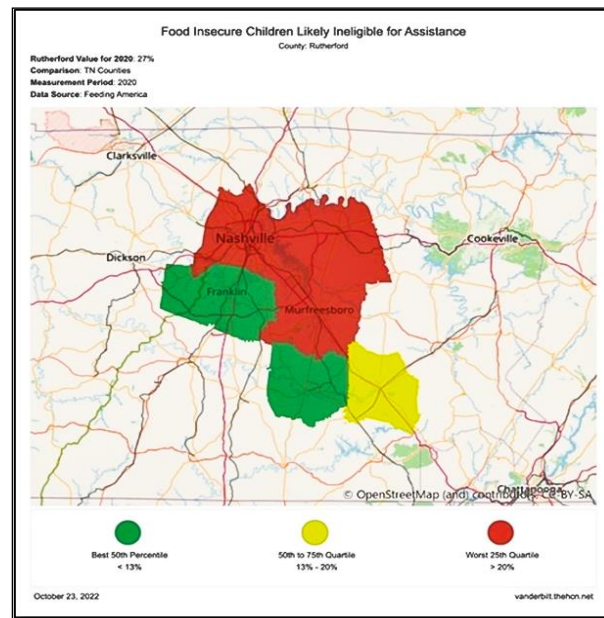 Food Insecure Children Likely Ineligible for Assistance
County: Rutherford
Rutherford Value for 2020: 27%
Comparison: TN Counties
Measurement Period: 2020
Data Source: Feeding America
Clarksville
Nashville
Cookeville
Dickson
Franklin
Murfreesboro
Chattanooga
© OpenStreetMap (and) contributors, CC-BY-SA
Best 50th Percentile
< 13%
50th to 75th Quartile
13% - 20%
Worst 25th Quartile
> 20%
October 23, 2022
vanderbilt.thehcn.net